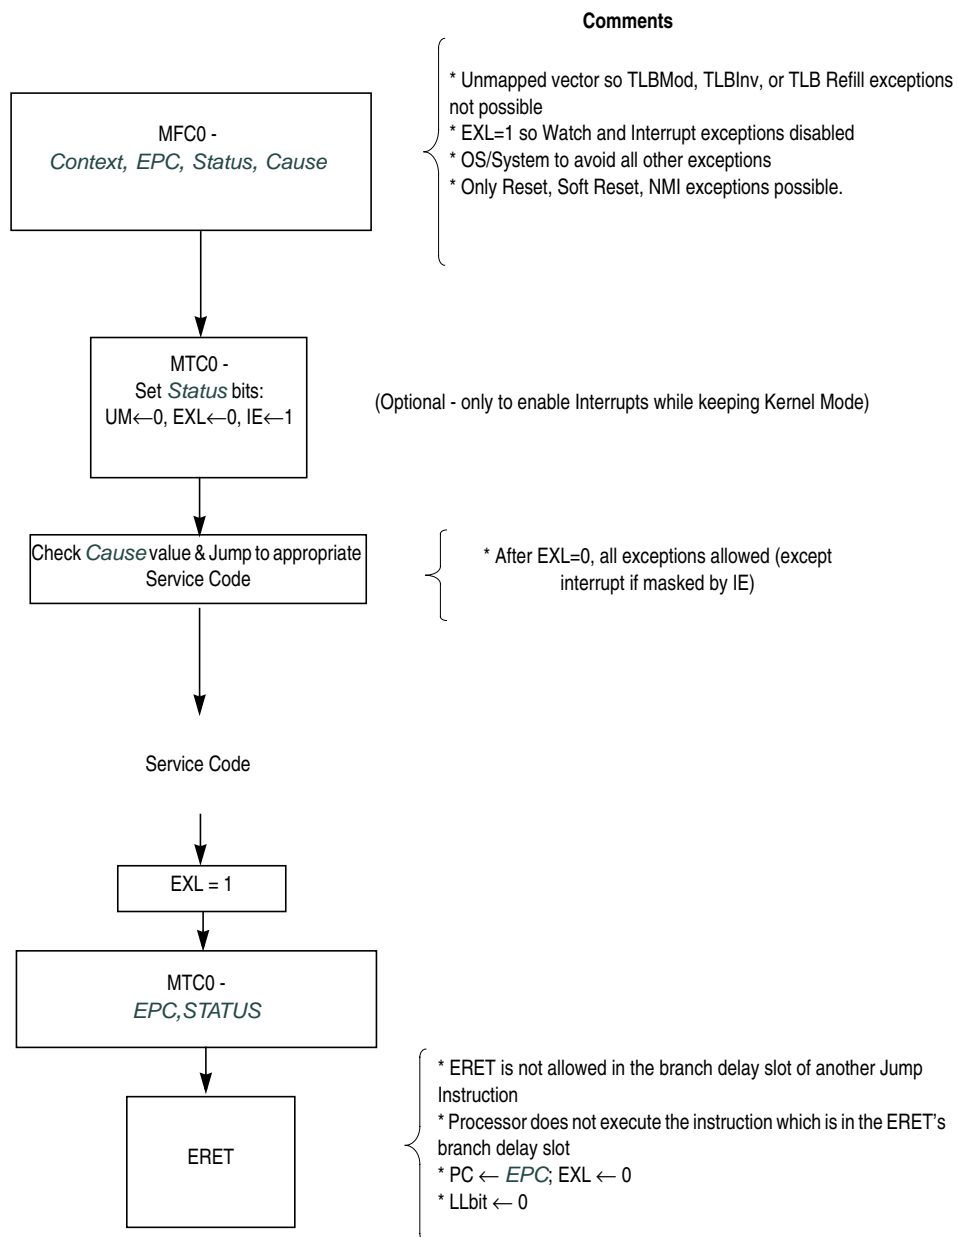 Comments
MFC0 -
Context, EPC, Status, Cause
* Unmapped vector so TLBMod, TLBInv, or TLB Refill exceptions
not possible
* EXL=1 so Watch and Interrupt exceptions disabled
* OS/System to avoid all other exceptions
* Only Reset, Soft Reset, NMI exceptions possible.
MTC0 -
Set Status bits:
UM←0, EXL←0, IE←1
(Optional - only to enable Interrupts while keeping Kernel Mode)
Check Cause value & Jump to appropriate
Service Code
* After EXL=0, all exceptions allowed (except
interrupt if masked by IE)
Service Code
EXL = 1
MTC0 -
EPC,STATUS
ERET
* ERET is not allowed in the branch delay slot of another Jump
Instruction
* Processor does not execute the instruction which is in the ERET's
branch delay slot
* PC ← EPC; EXL ← 0
* LLbit ← 0